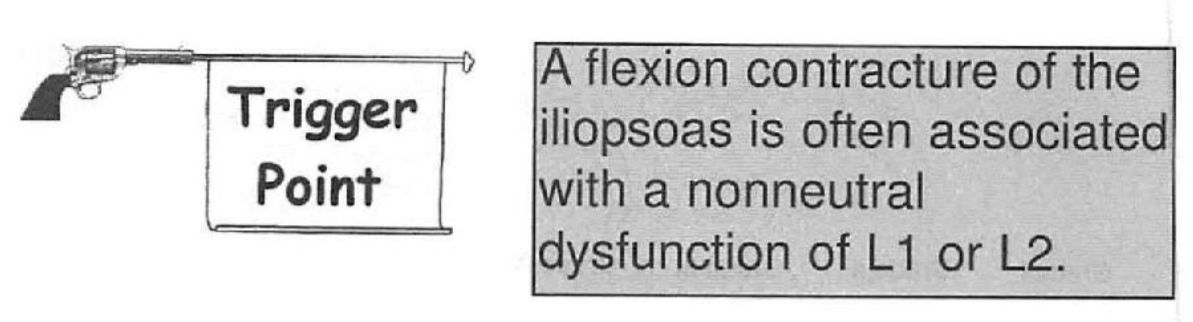 Trigger
Point
A flexion contracture of the
iliopsoas is often associated
with a nonneutral
dysfunction of L1 or L2.